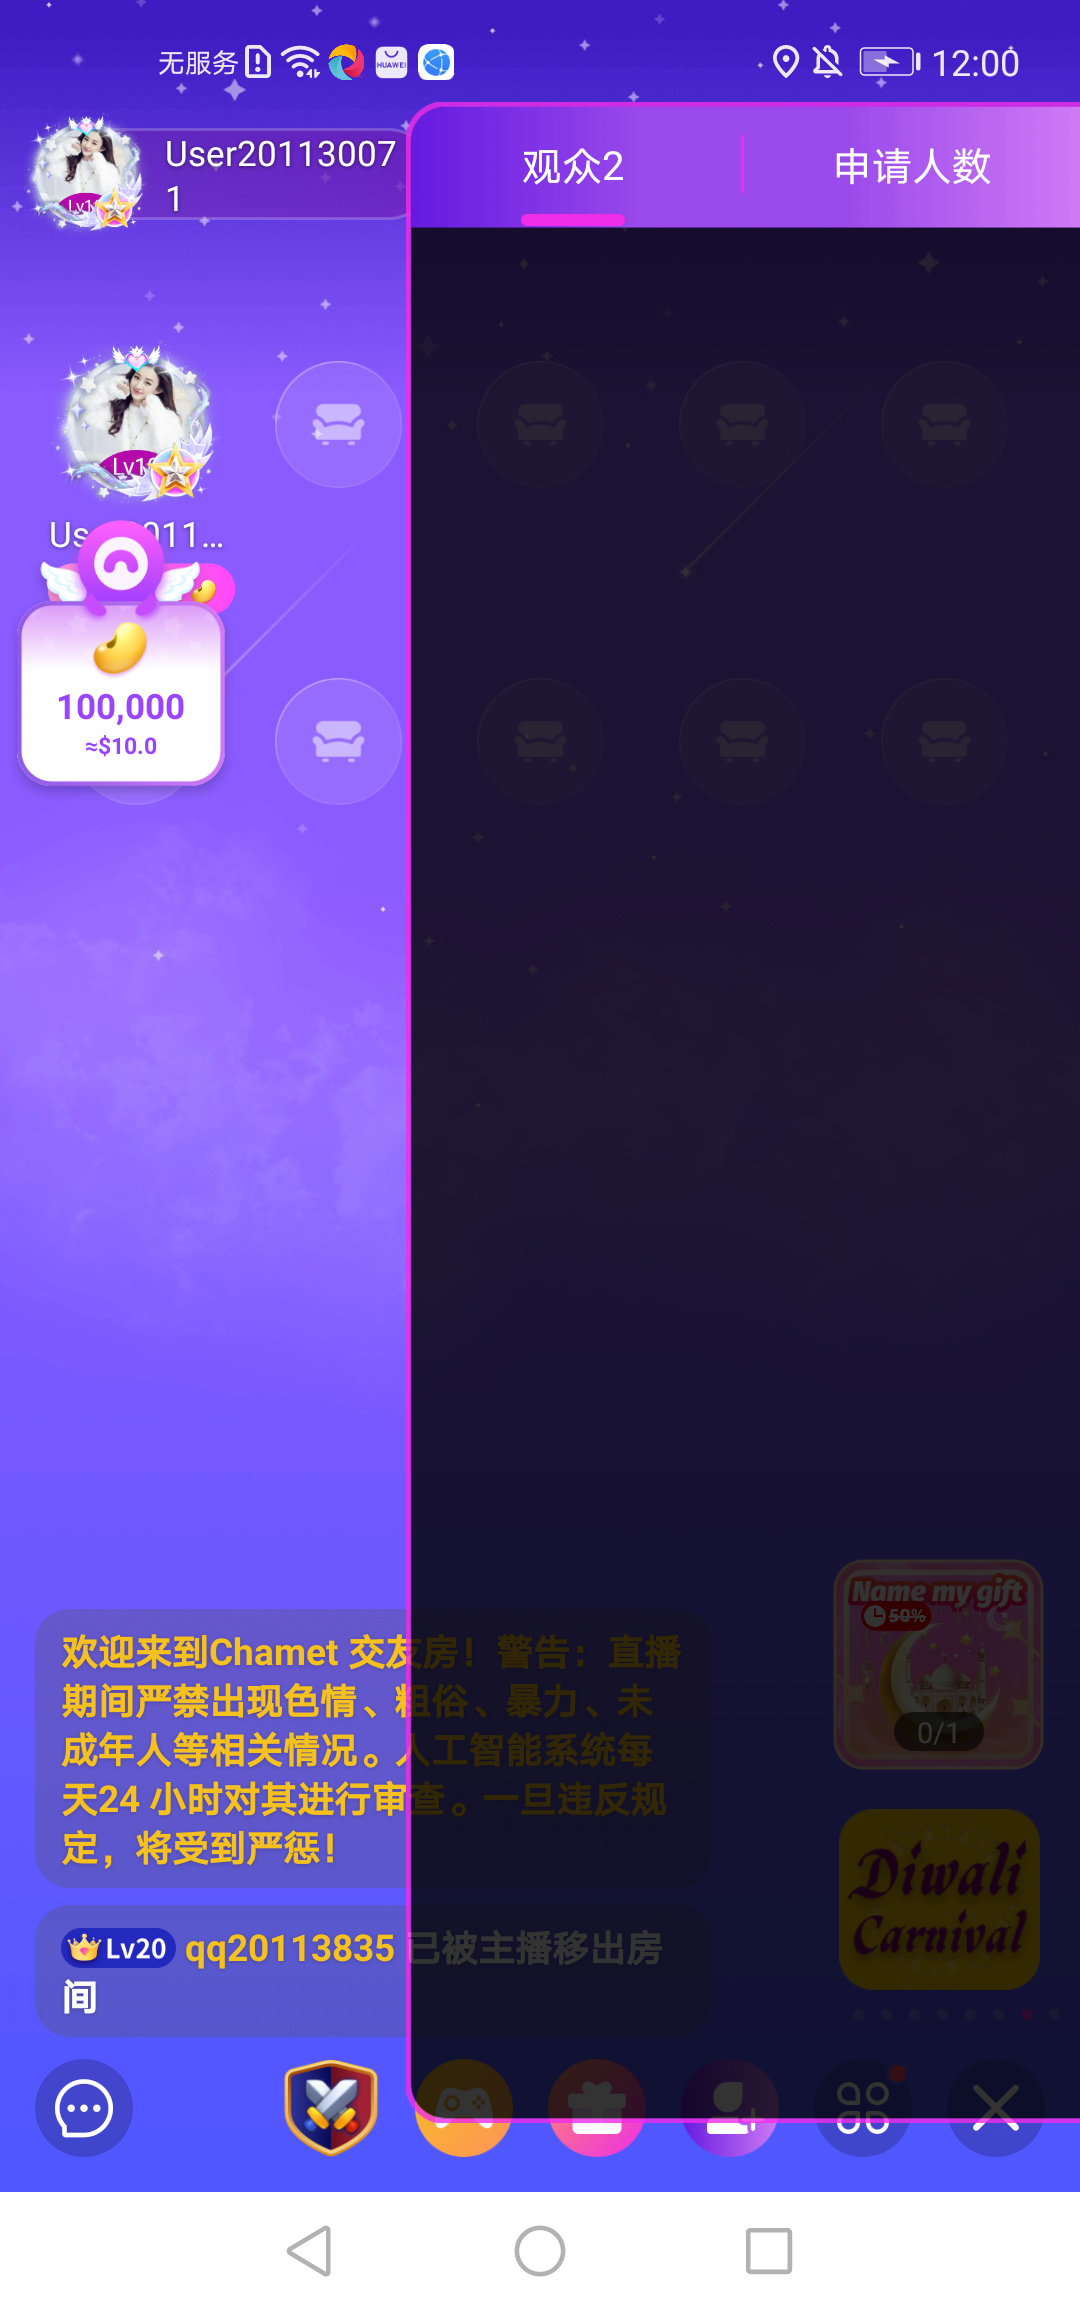 无服务
HUAWEI
12:00
User20113007
1
观众2
申请人数
100,000
≈$10.0
Name my gift
50%
0/1
欢迎来到Chamet 交友房！警告：直播
期间严禁出现色情、粗俗、暴力、未
成年人等相关情况。人工智能系统每
天24 小时对其进行审查。一旦违反规
定，将受到严惩！
Diwali
Carnival
Lv20 qq20113835 已被主播移出房
间